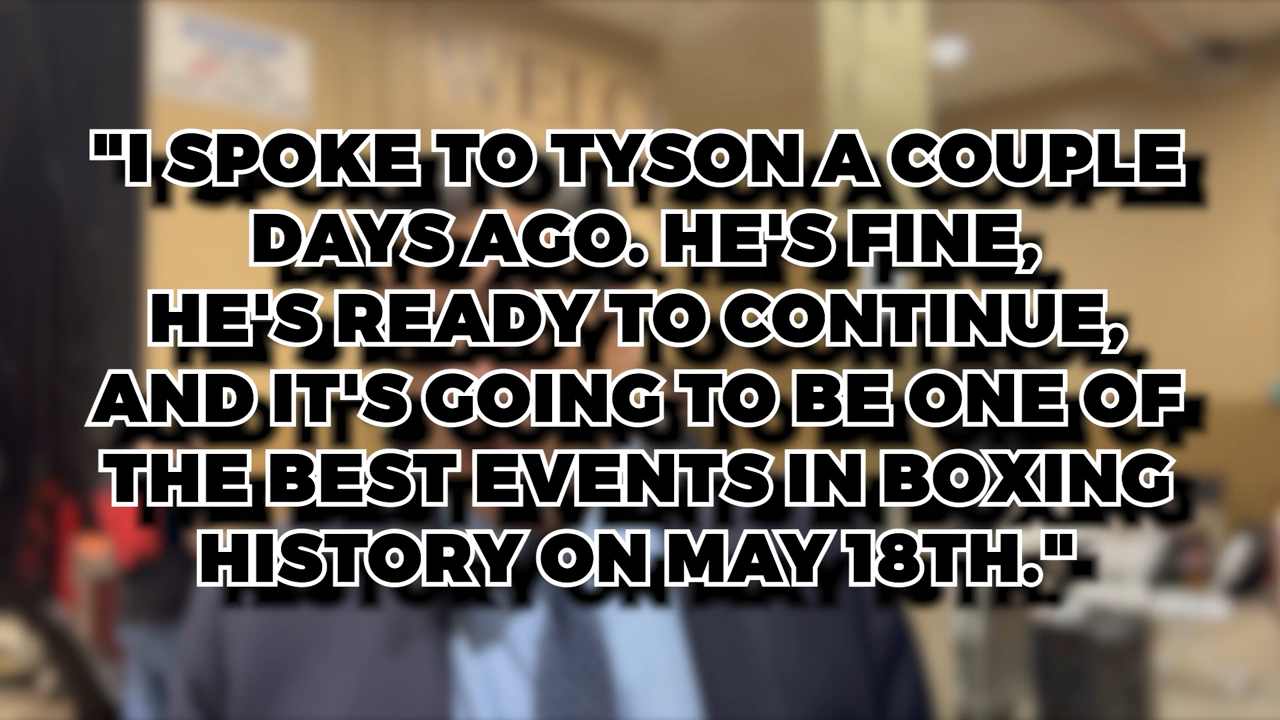 "I SPOKE TO TYSON A COUPLE
DAYS AGO. HE'S FINE,
HE'S READY TO CONTINUE,
AND IT'S GOING TO BE ONE OF
THE BEST EVENTS IN BOXING
HISTORY ON MAY 18TH."